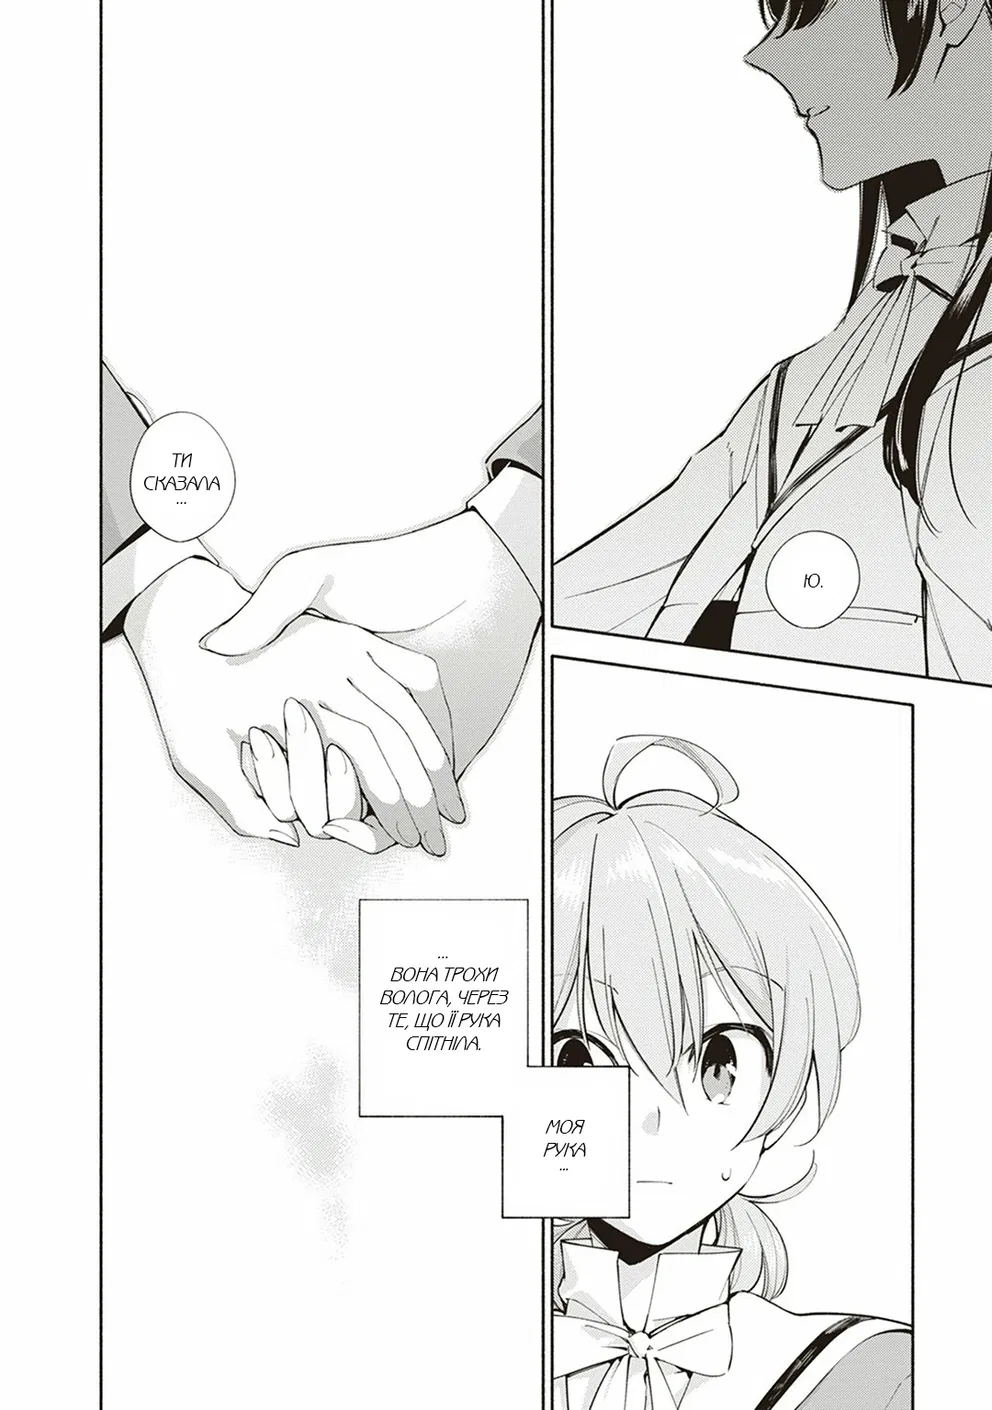 Ю.
МОЯ
РУКА
...
...
ВОНА ТРОХИ
ВОЛОГА, ЧЕРЕЗ
ТЕ, ЩО ЇЇ РУКА
СПІТНІЛА.
ТИ
СКАЗАЛА
...